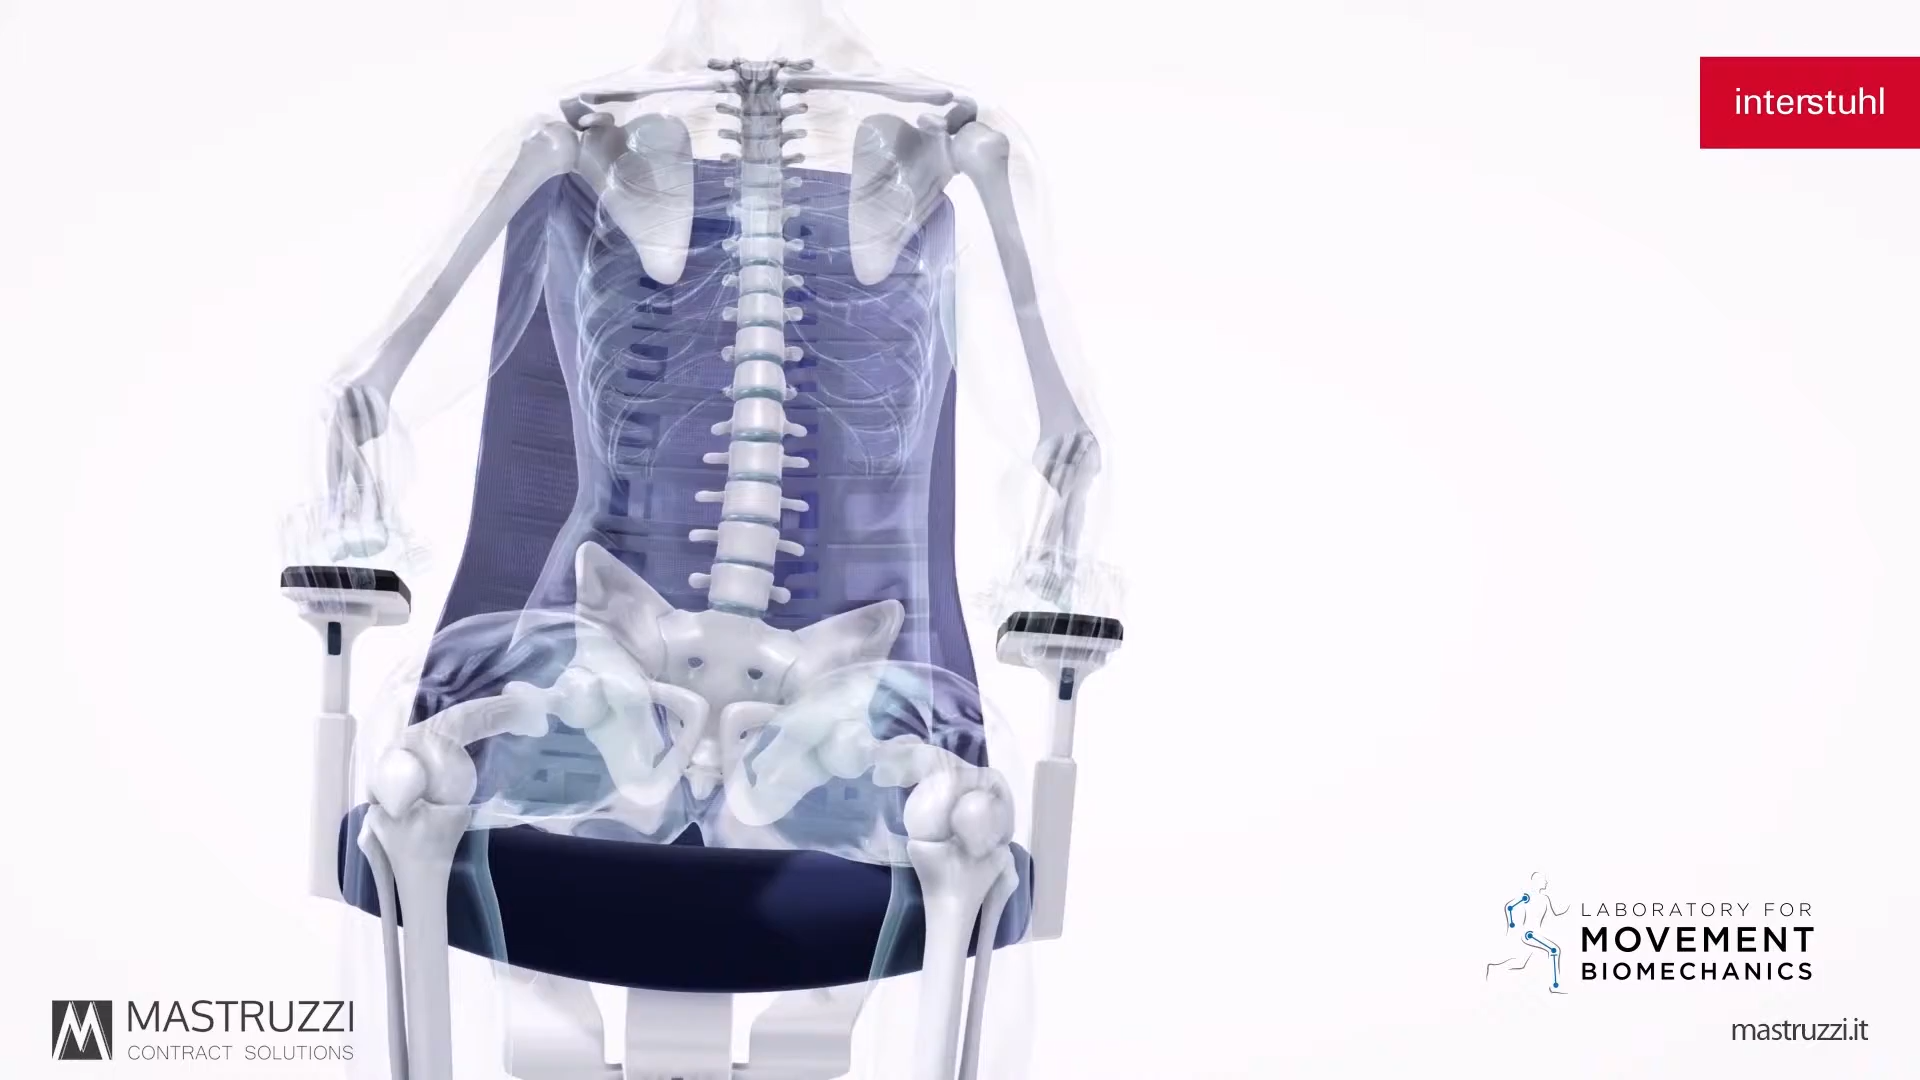 interstuhl
LABORATORY FOR
MOVEMENT
BIOMECHANICS
MASTRUZZI
CONTRACT SOLUTIONS
mastruzzi.it